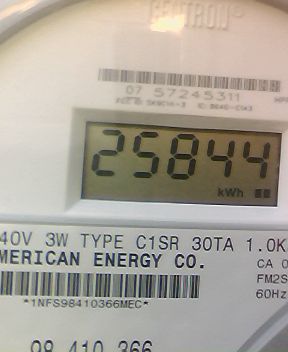 CENTRON®
07 57245311
25844
kWh
40V 3W TYPE C1SR 30TA 1.0K
MERICAN ENERGY CO.
CA 0
FM2S
60Hz
*1NFS98410366MEC*
98 410 366